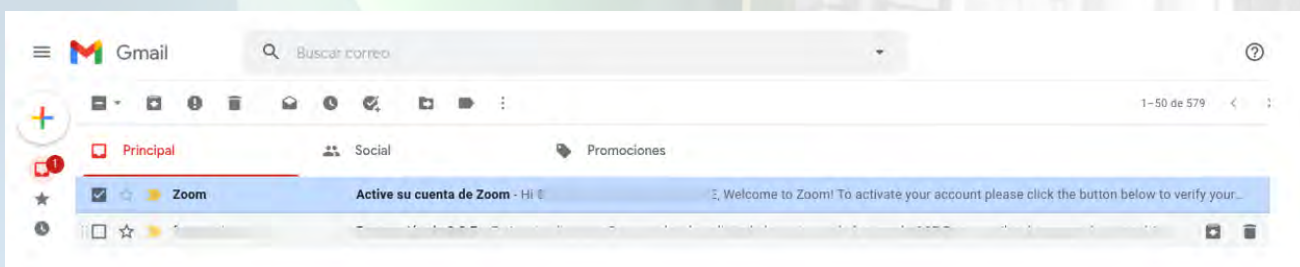 Gmail
Buscar correo
1–50 de 579
Principal
Social
Promociones
1
Zoom
Active su cuenta de Zoom - Hi
, Welcome to Zoom! To activate your account please click the button below to verify your...